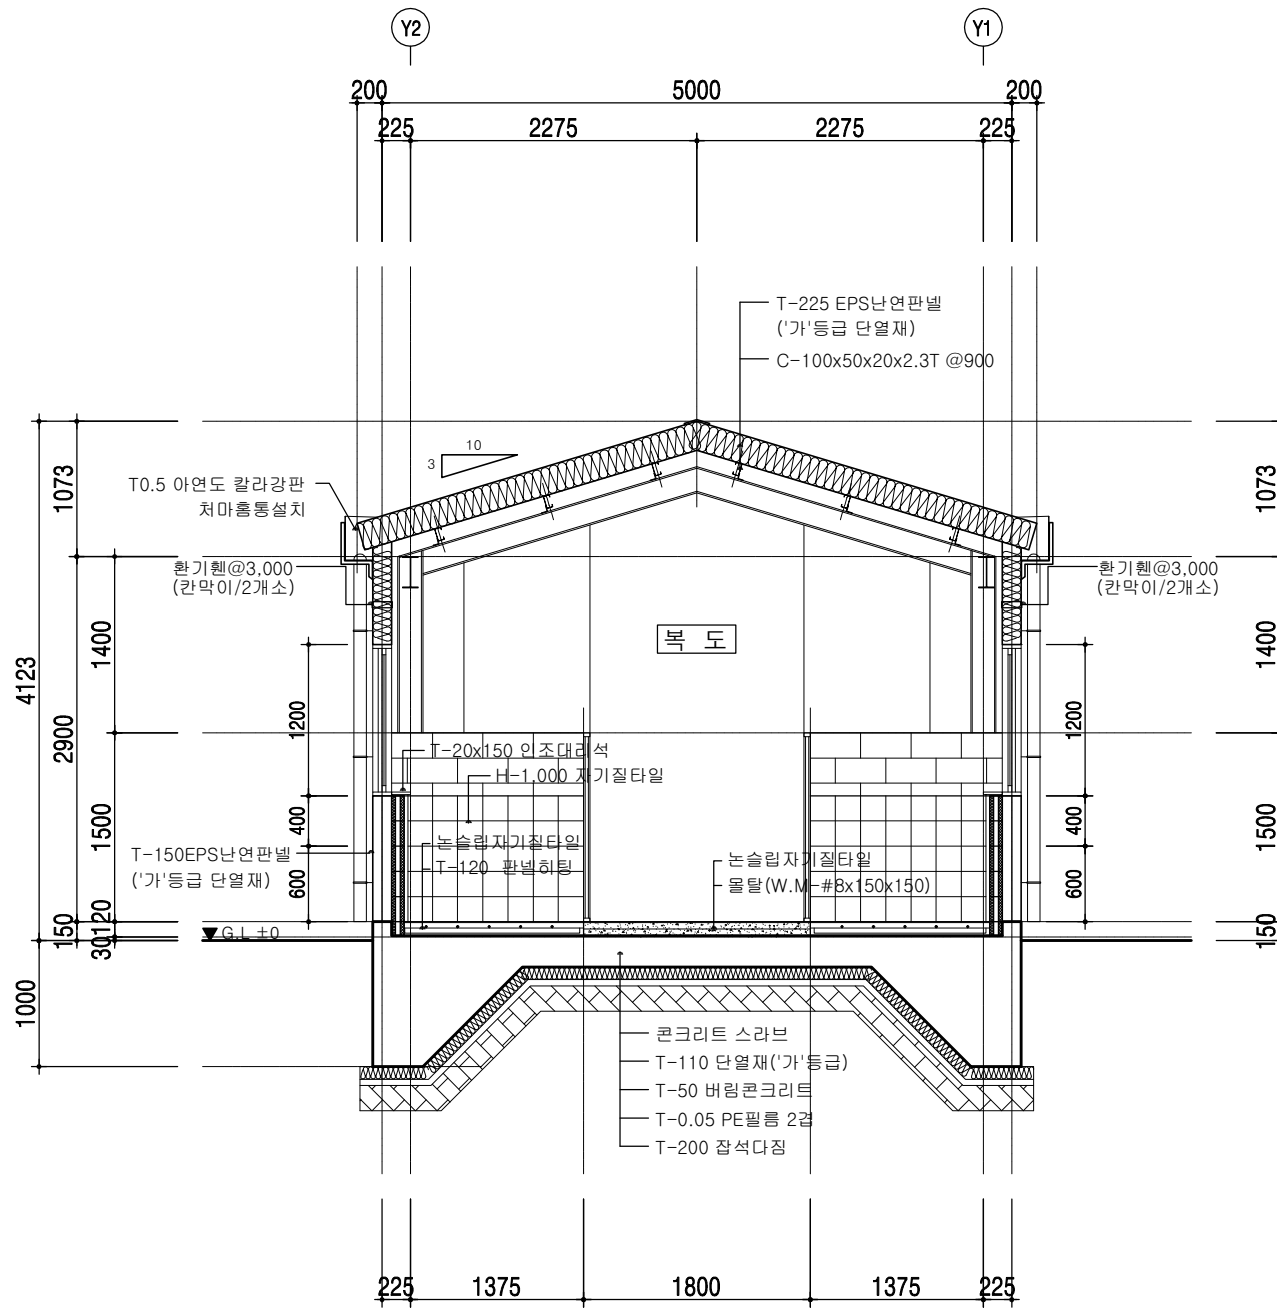 Y2
Y1
200
5000
200
225
2275
2275
225
T-225 EPS난연판넬
('가'등급 단열재)
C-100x50x20x2.3T @900
10
3
T0.5 아연도 칼라강판
처마홈통설치
환기휀@3,000
(칸막이/2개소)
환기휀@3,000
(칸막이/2개소)
복 도
1073
1073
4123
2900
1400
1400
1200
1200
T-20x150 인조대리석
H-1,000 자기질타일
논슬립자기질타일
T-120 판넬히팅
논슬립자기질타일
몰탈(W.M-#8x150x150)
T-150EPS난연판넬
('가'등급 단열재)
1500
1500
400
400
600
600
150
30
120
150
G.L ±0
1000
콘크리트 스라브
T-110 단열재('가'등급)
T-50 버림콘크리트
T-0.05 PE필름 2겹
T-200 잡석다짐
225
1375
1800
1375
225